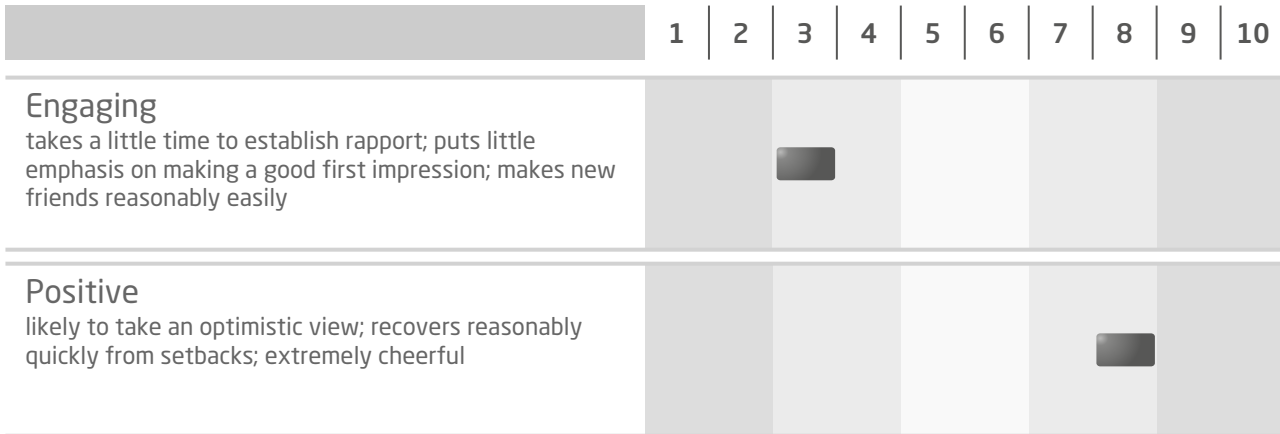 1 2 3 4 5 6 7 8 9 10
Engaging
takes a little time to establish rapport; puts little
emphasis on making a good first impression; makes new
friends reasonably easily
Positive
likely to take an optimistic view; recovers reasonably
quickly from setbacks; extremely cheerful